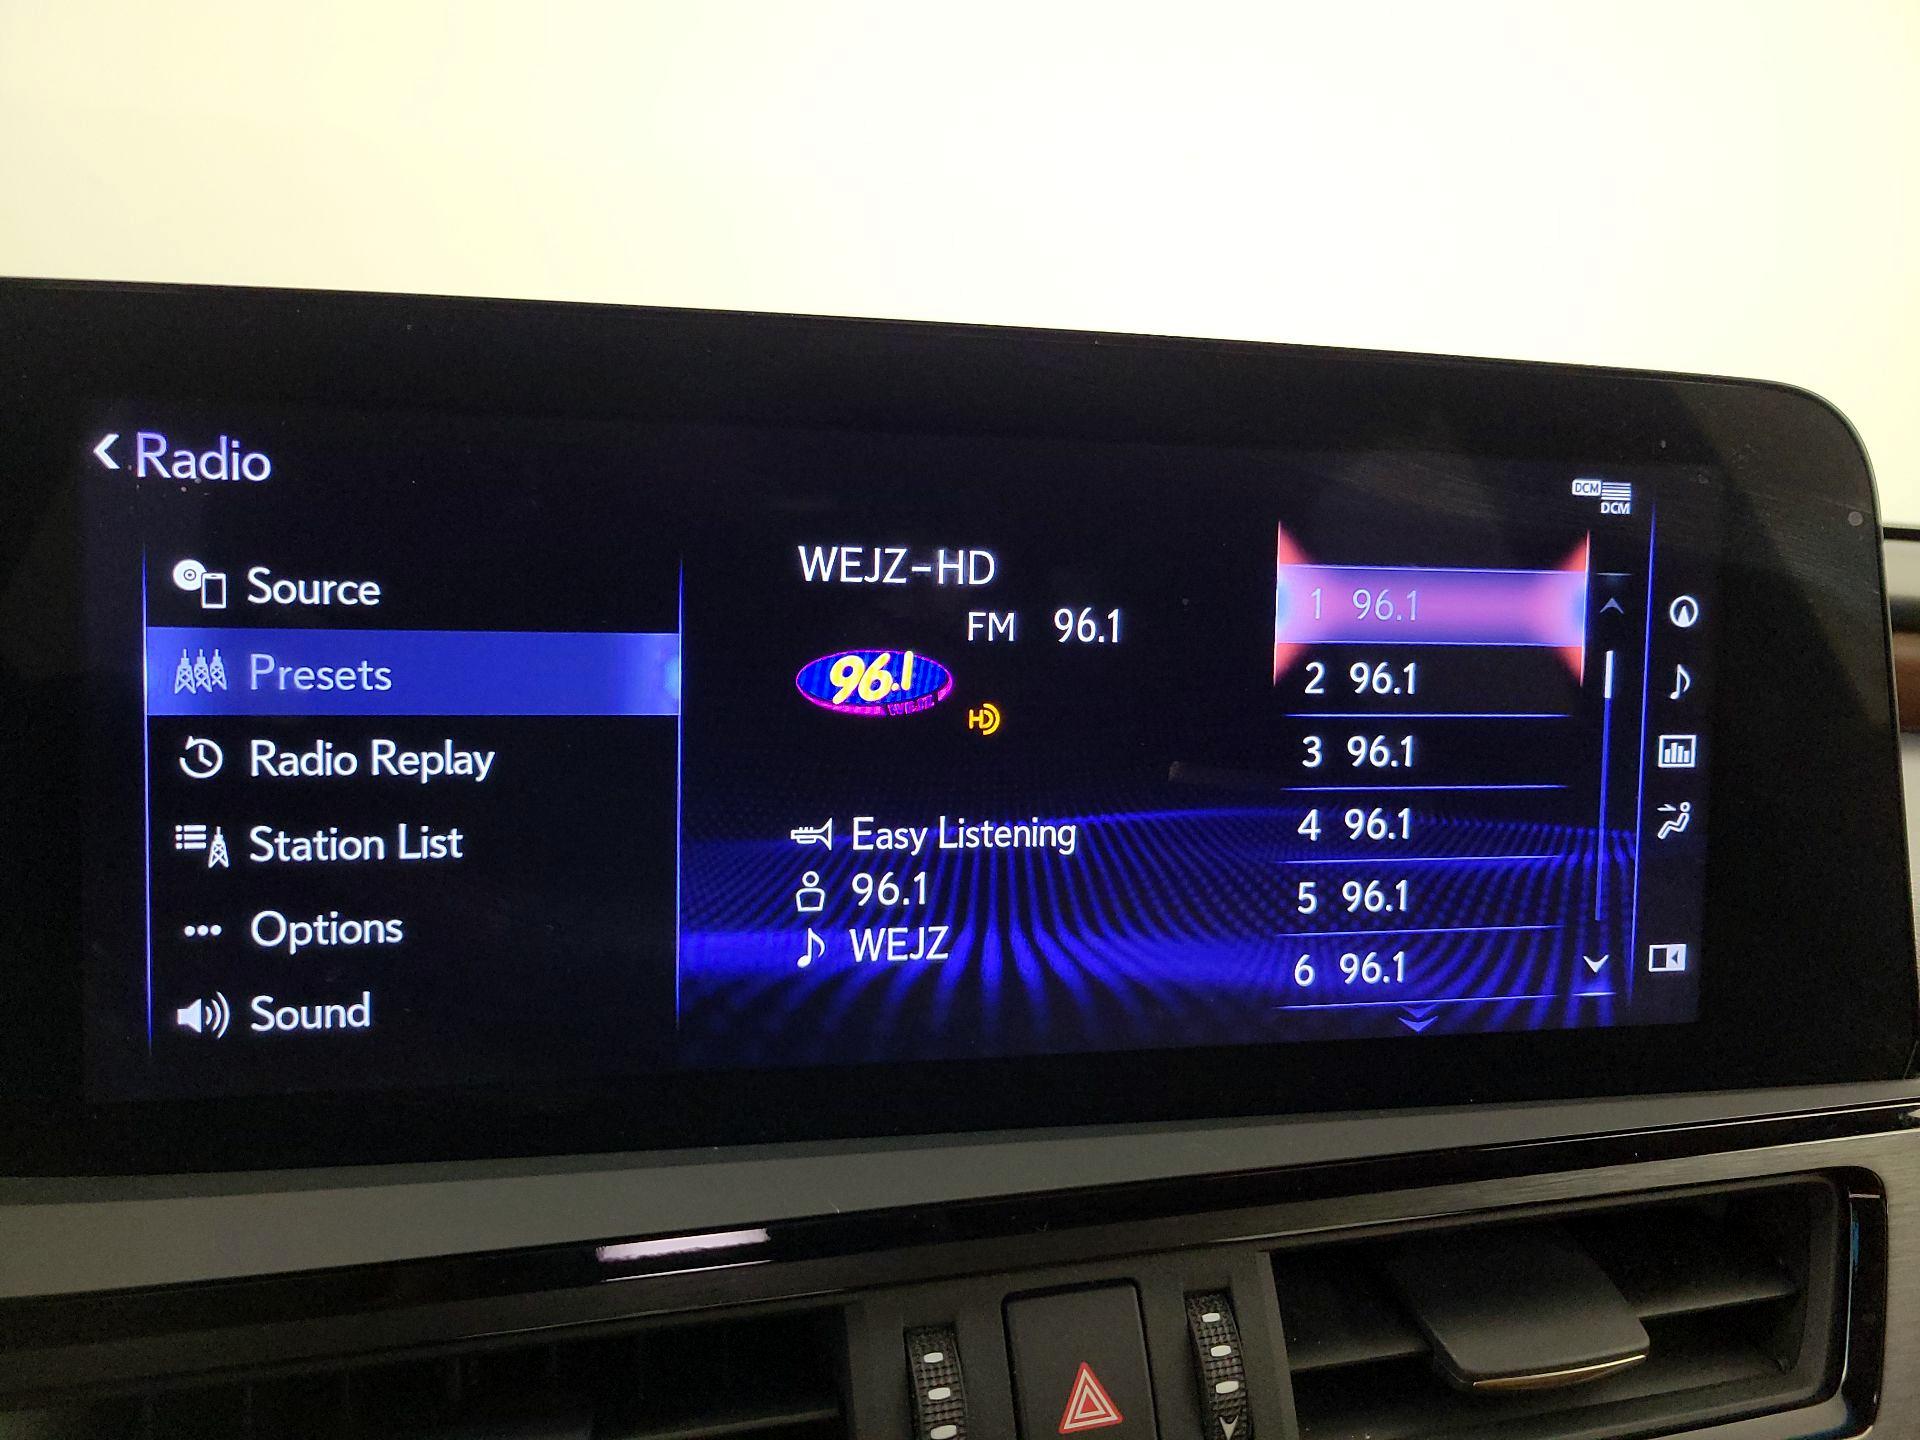 Radio
DCM
DCM
Source
Presets
Radio Replay
Station List
Options
Sound
WEJZ-HD
FM 96.1
96.1
WEJZ
HD
Easy Listening
96.1
WEJZ
1 96.1
2 96.1
3 96.1
4 96.1
5 96.1
6 96.1